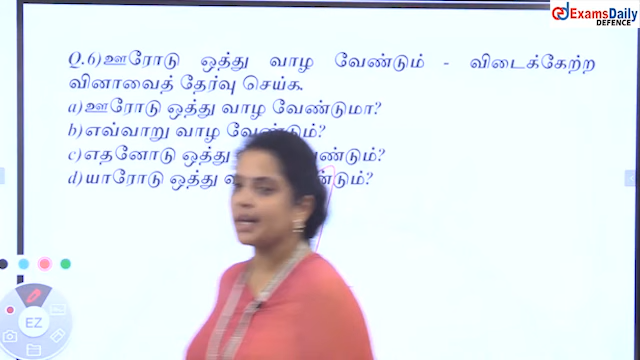 ExamsDaily
DEFENCE
Q.6)ஊரோடு ஒத்து வாழ வேண்டும் - விடைக்கேற்ற
வினாவைத் தேர்வு செய்க.
a)ஊரோடு ஒத்து வாழ வேண்டுமா?
b)எவ்வாறு வாழ வேண்டும்?
c)எதனோடு ஒத்து
d)யாரோடு ஒத்து
EZ